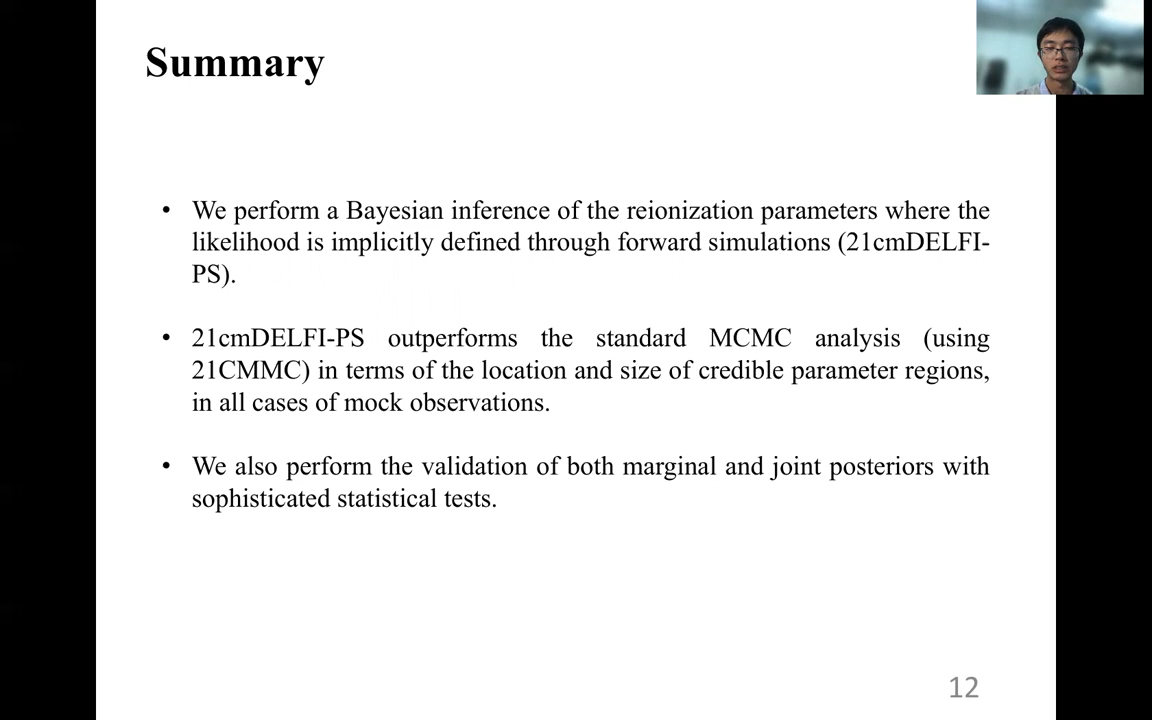 Summary
• We perform a Bayesian inference of the reionization parameters where the
likelihood is implicitly defined through forward simulations (21cmDELFI-
PS).
• 21cmDELFI-PS outperforms the standard MCMC analysis (using
21CMMC) in terms of the location and size of credible parameter regions,
in all cases of mock observations.
• We also perform the validation of both marginal and joint posteriors with
sophisticated statistical tests.
12